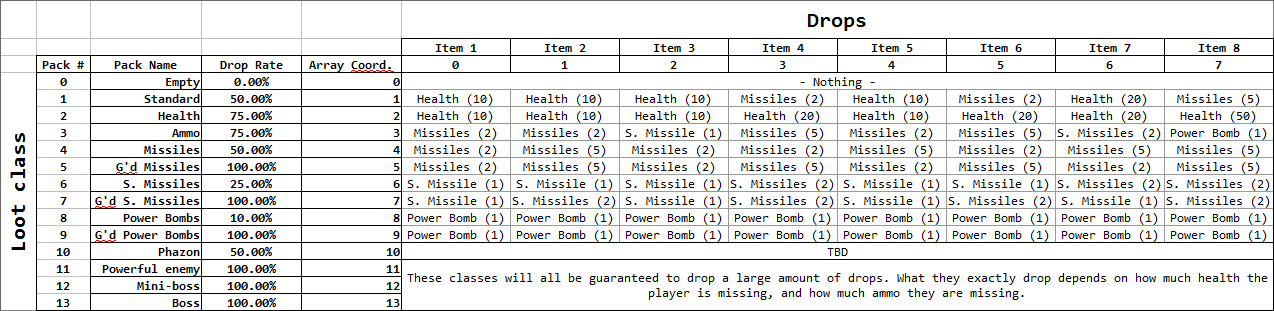 Drops
Item 1 Item 2 Item 3 Item 4 Item 5 Item 6 Item 7 Item 8
Pack # Pack Name Drop Rate Array Coord. 0 1 2 3 4 5 6 7
Loot class
0 Empty 0.00% 0 - Nothing -
1 Standard 50.00% 1 Health (10) Health (10) Health (10) Missiles (2) Health (10) Missiles (2) Health (20) Missiles (5)
2 Health 75.00% 2 Health (10) Health (10) Health (10) Health (20) Health (10) Health (20) Health (20) Health (50)
3 Ammo 75.00% 3 Missiles (2) Missiles (2) S. Missile (1) Missiles (5) Missiles (2) Missiles (5) S. Missiles (2) Power Bomb (1)
4 Missiles 50.00% 4 Missiles (2) Missiles (5) Missiles (2) Missiles (5) Missiles (2) Missiles (2) Missiles (5) Missiles (5)
5 G'd Missiles 100.00% 5 Missiles (2) Missiles (5) Missiles (2) Missiles (5) Missiles (2) Missiles (5) Missiles (2) Missiles (5)
6 S. Missiles 25.00% 6 S. Missile (1) S. Missile (1) S. Missile (1) S. Missiles (2) S. Missile (1) S. Missile (1) S. Missiles (2) S. Missiles (2)
7 G'd S. Missiles 100.00% 7 S. Missile (1) S. Missiles (2) S. Missile (1) S. Missiles (2) S. Missile (1) S. Missiles (2) S. Missile (1) S. Missiles (2)
8 Power Bombs 10.00% 8 Power Bomb (1) Power Bomb (1) Power Bomb (1) Power Bomb (1) Power Bomb (1) Power Bomb (1) Power Bomb (1) Power Bomb (1)
9 G'd Power Bombs 100.00% 9 Power Bomb (1) Power Bomb (1) Power Bomb (1) Power Bomb (1) Power Bomb (1) Power Bomb (1) Power Bomb (1) Power Bomb (1)
10 Phazon 50.00% 10 TBD
11 Powerful enemy 100.00% 11
12 Mini-boss 100.00% 12
13 Boss 100.00% 13
These classes will all be guaranteed to drop a large amount of drops. What they exactly drop depends on how much health the
player is missing, and how much ammo they are missing.